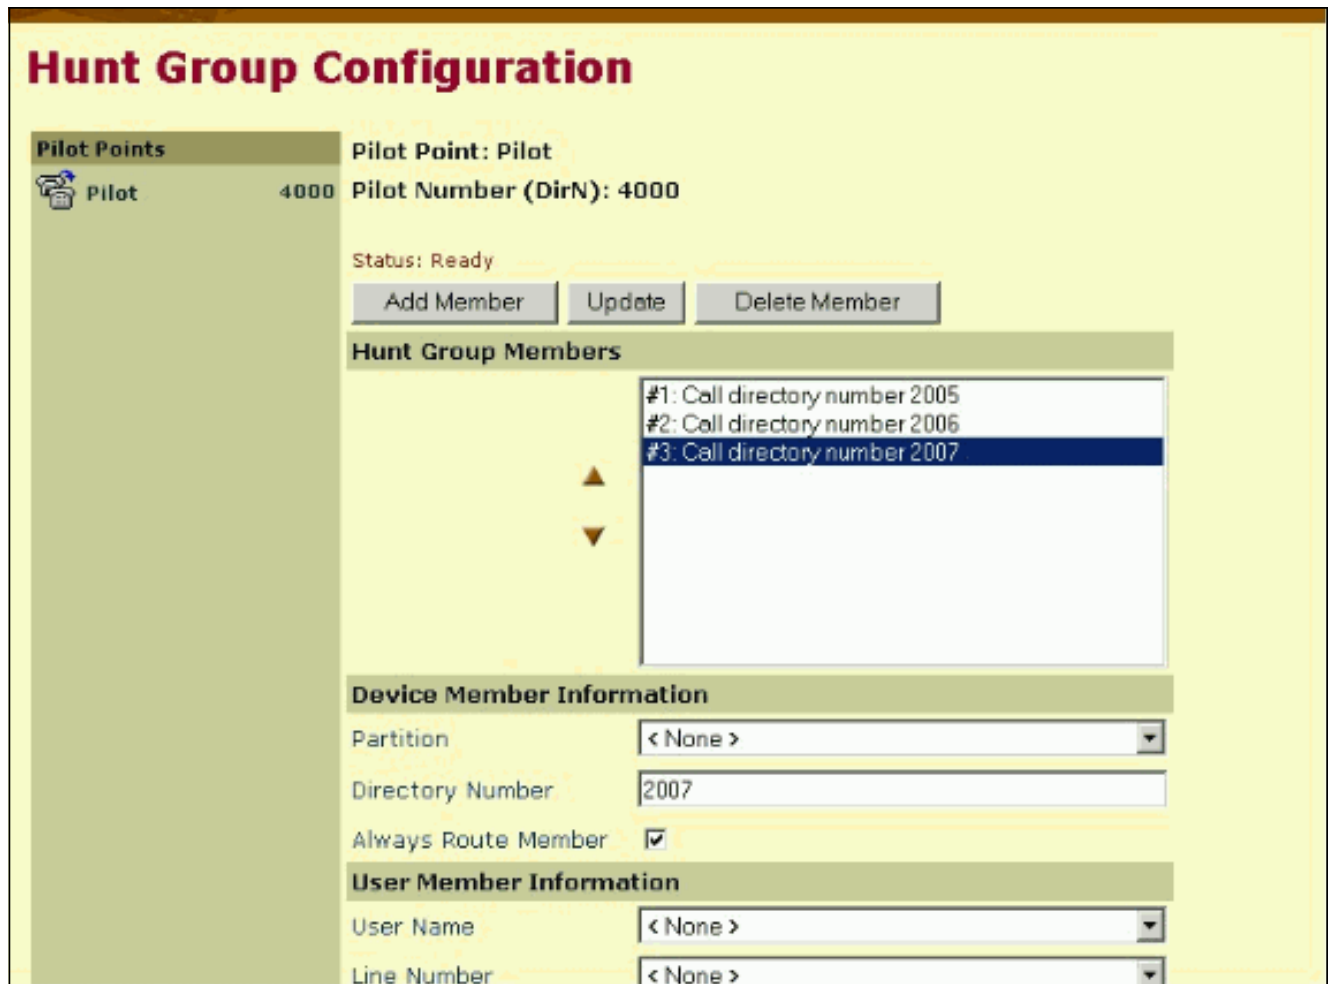 Hunt Group Configuration
Pilot Points
Pilot 4000
Pilot Point: Pilot
Pilot Number (DirN): 4000
Status: Ready
Add Member Update Delete Member
Hunt Group Members
#1: Call directory number 2005
#2: Call directory number 2006
#3: Call directory number 2007
Device Member Information
Partition < None >
Directory Number 2007
Always Route Member
User Member Information
User Name < None >
Line Number < None >